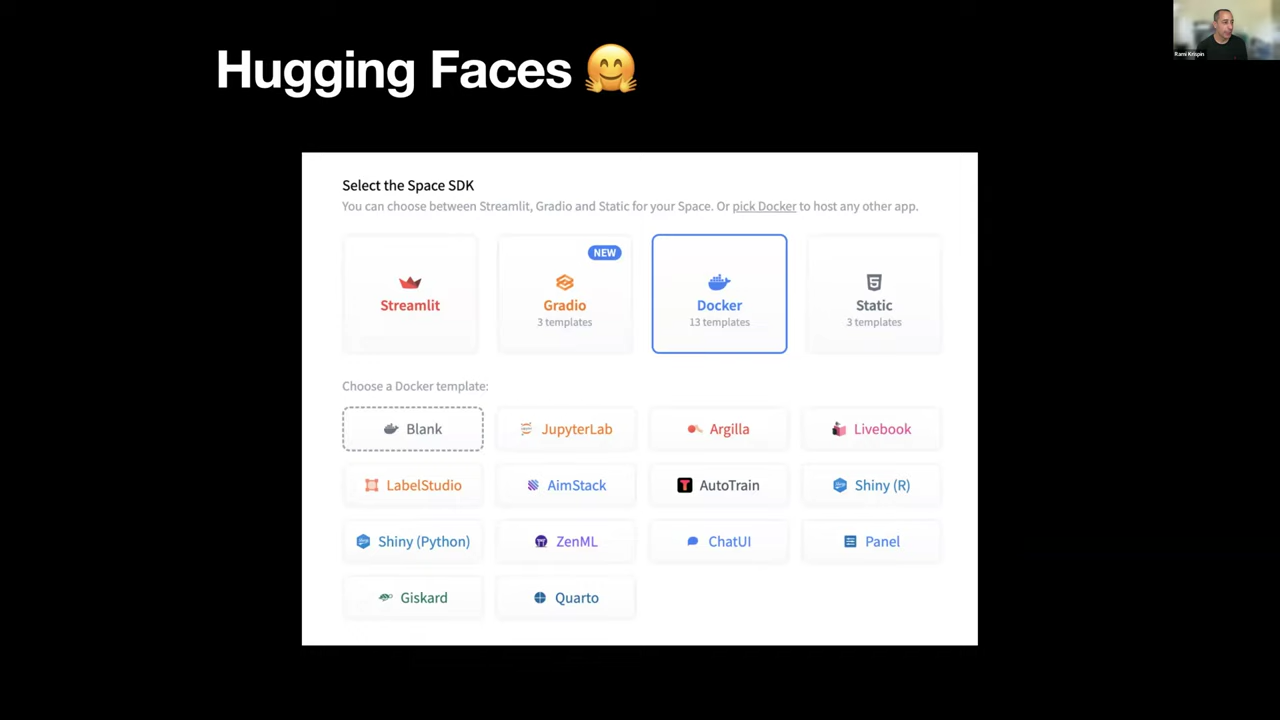 Hugging Faces 🤗
Rami Krispin
Select the Space SDK
You can choose between Streamlit, Gradio and Static for your Space. Or pick Docker to host any other app.
NEW
Streamlit
Gradio
3 templates
Docker
13 templates
Static
3 templates
Choose a Docker template:
Blank
JupyterLab
Argilla
Livebook
LabelStudio
AimStack
AutoTrain
Shiny (R)
Shiny (Python)
ZenML
ChatUI
Panel
Giskard
Quarto